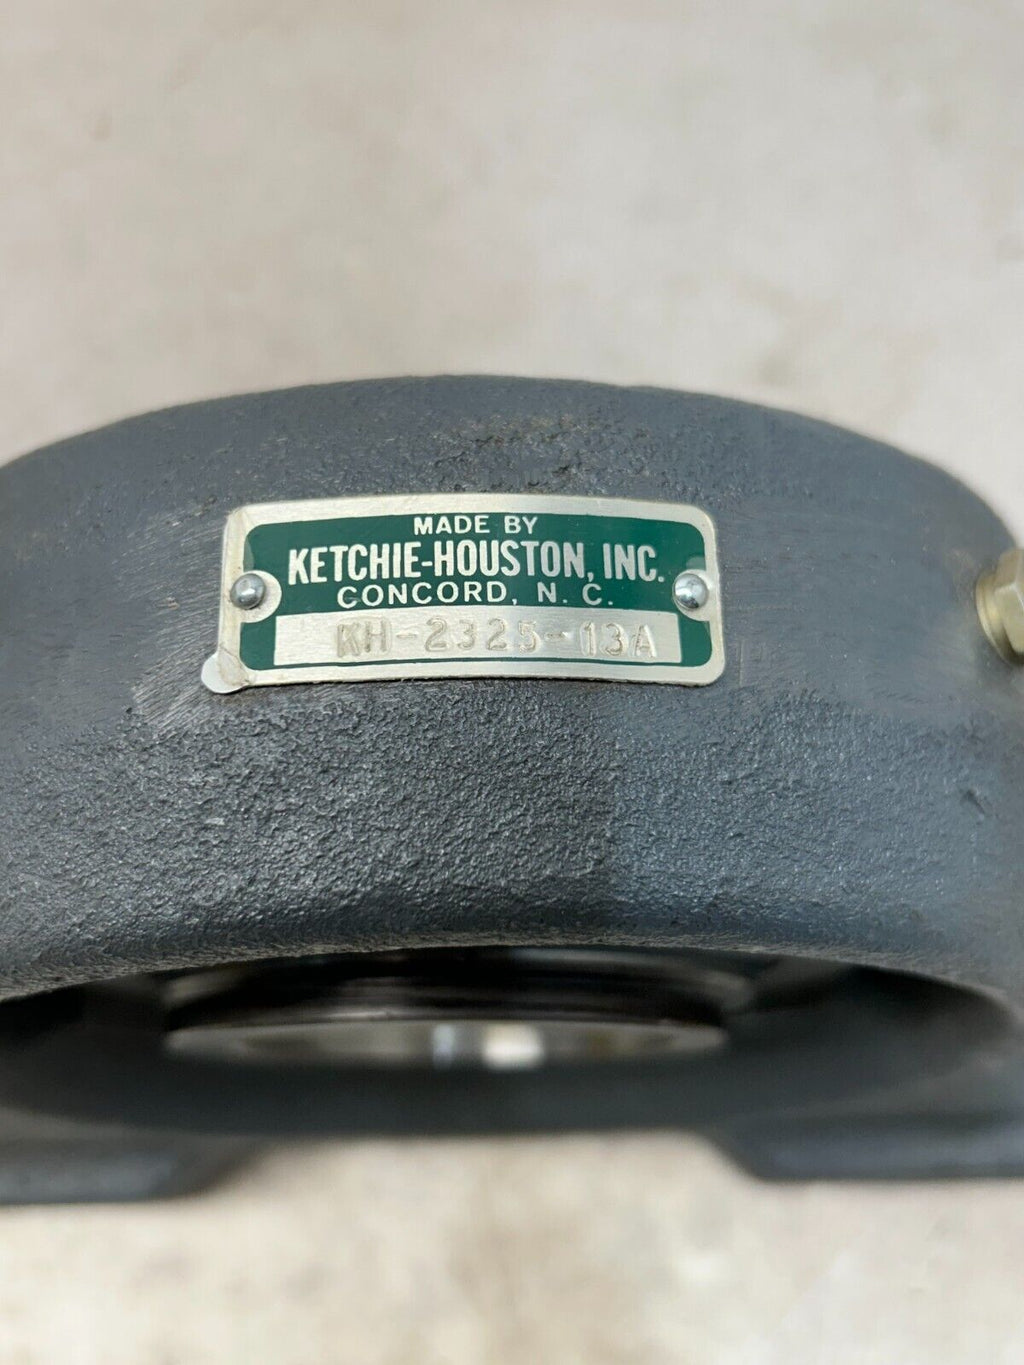 MADE BY
KETCHIE-HOUSTON, INC.
CONCORD, N. C.
KH-2325-13A